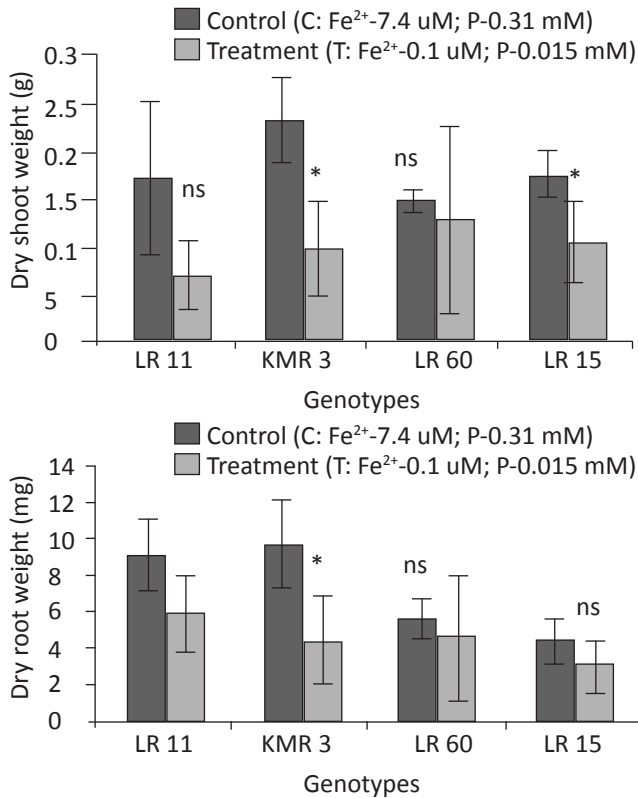 Control (C: Fe²⁺-7.4 uM; P-0.31 mM)
Treatment (T: Fe²⁺-0.1 uM; P-0.015 mM)
Dry shoot weight (g)
0.3
2.5
0.2
1.5
0.1
5
0
ns
*
ns
*
LR 11
KMR 3
LR 60
LR 15
Genotypes
Control (C: Fe²⁺-7.4 uM; P-0.31 mM)
Treatment (T: Fe²⁺-0.1 uM; P-0.015 mM)
Dry root weight (mg)
14
12
10
8
6
4
2
0
*
ns
ns
LR 11
KMR 3
LR 60
LR 15
Genotypes